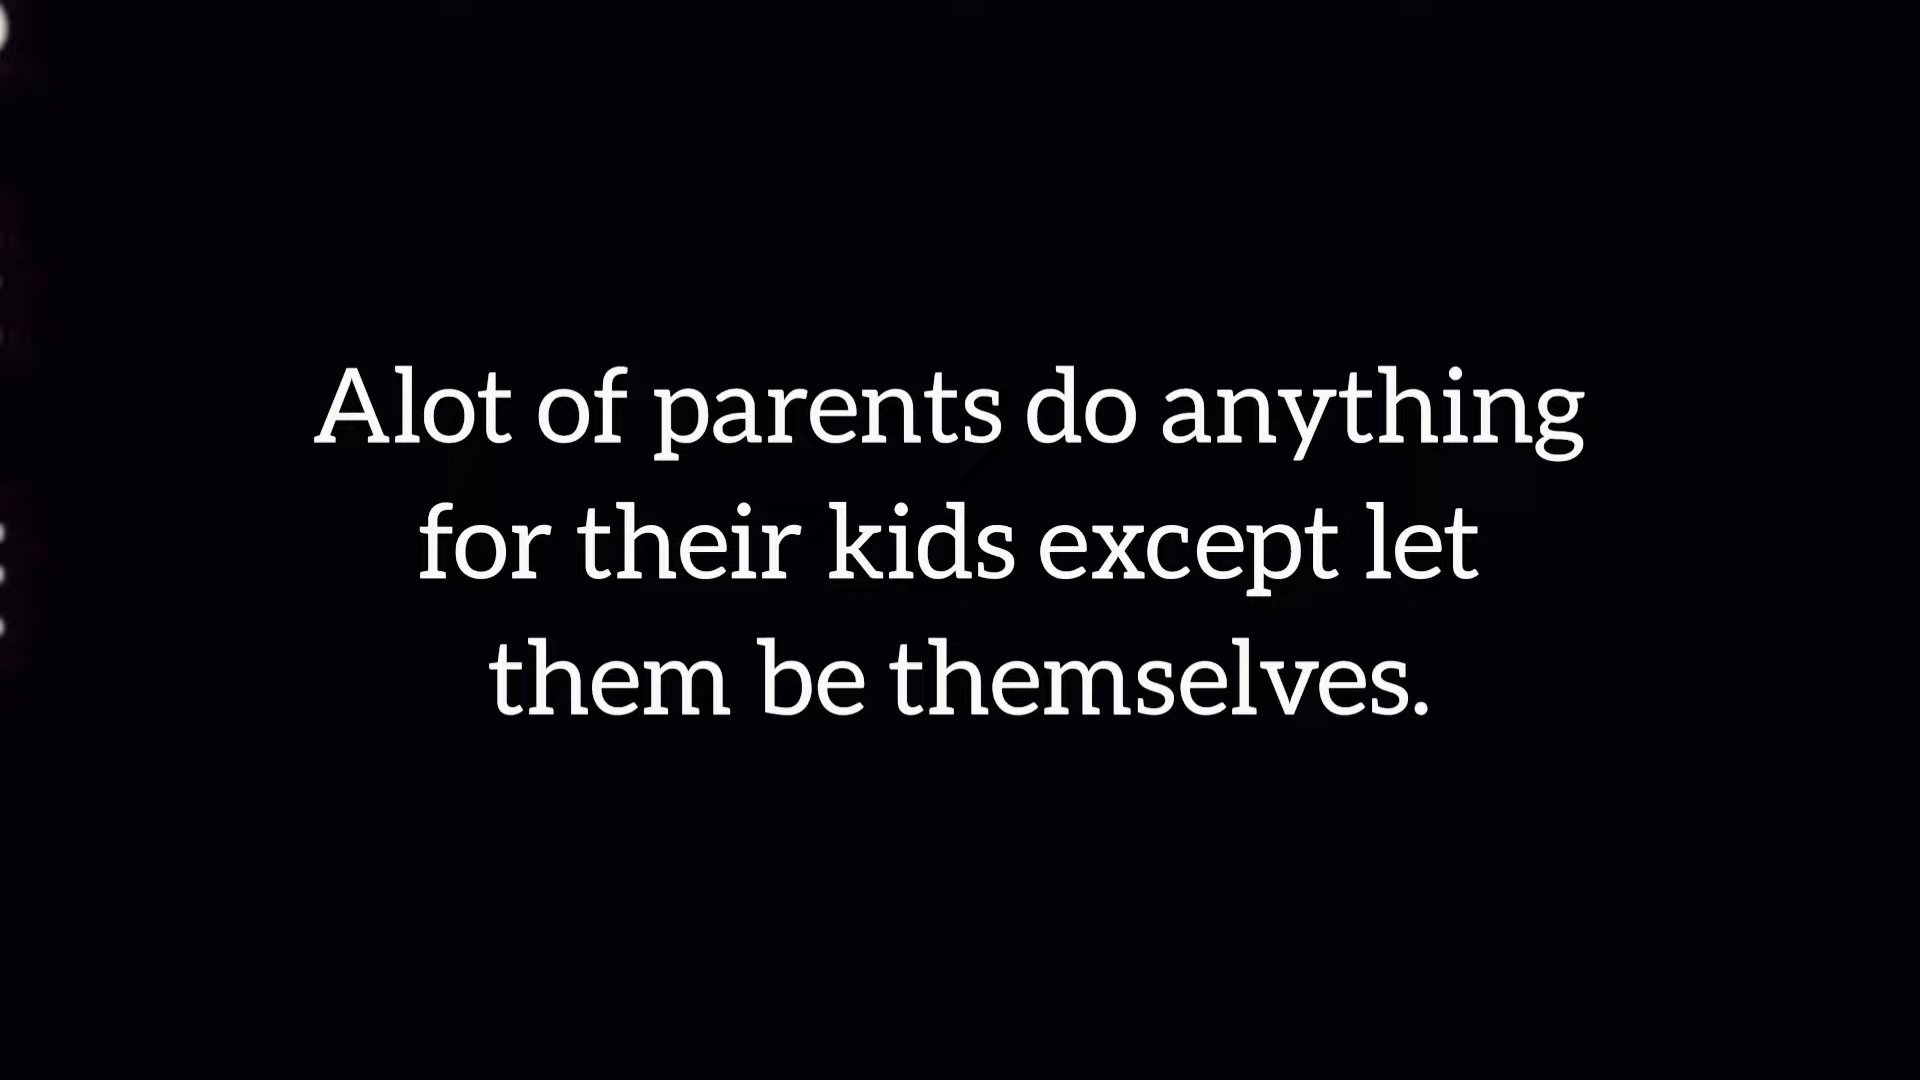 Alot of parents do anything
for their kids except let
them be themselves.